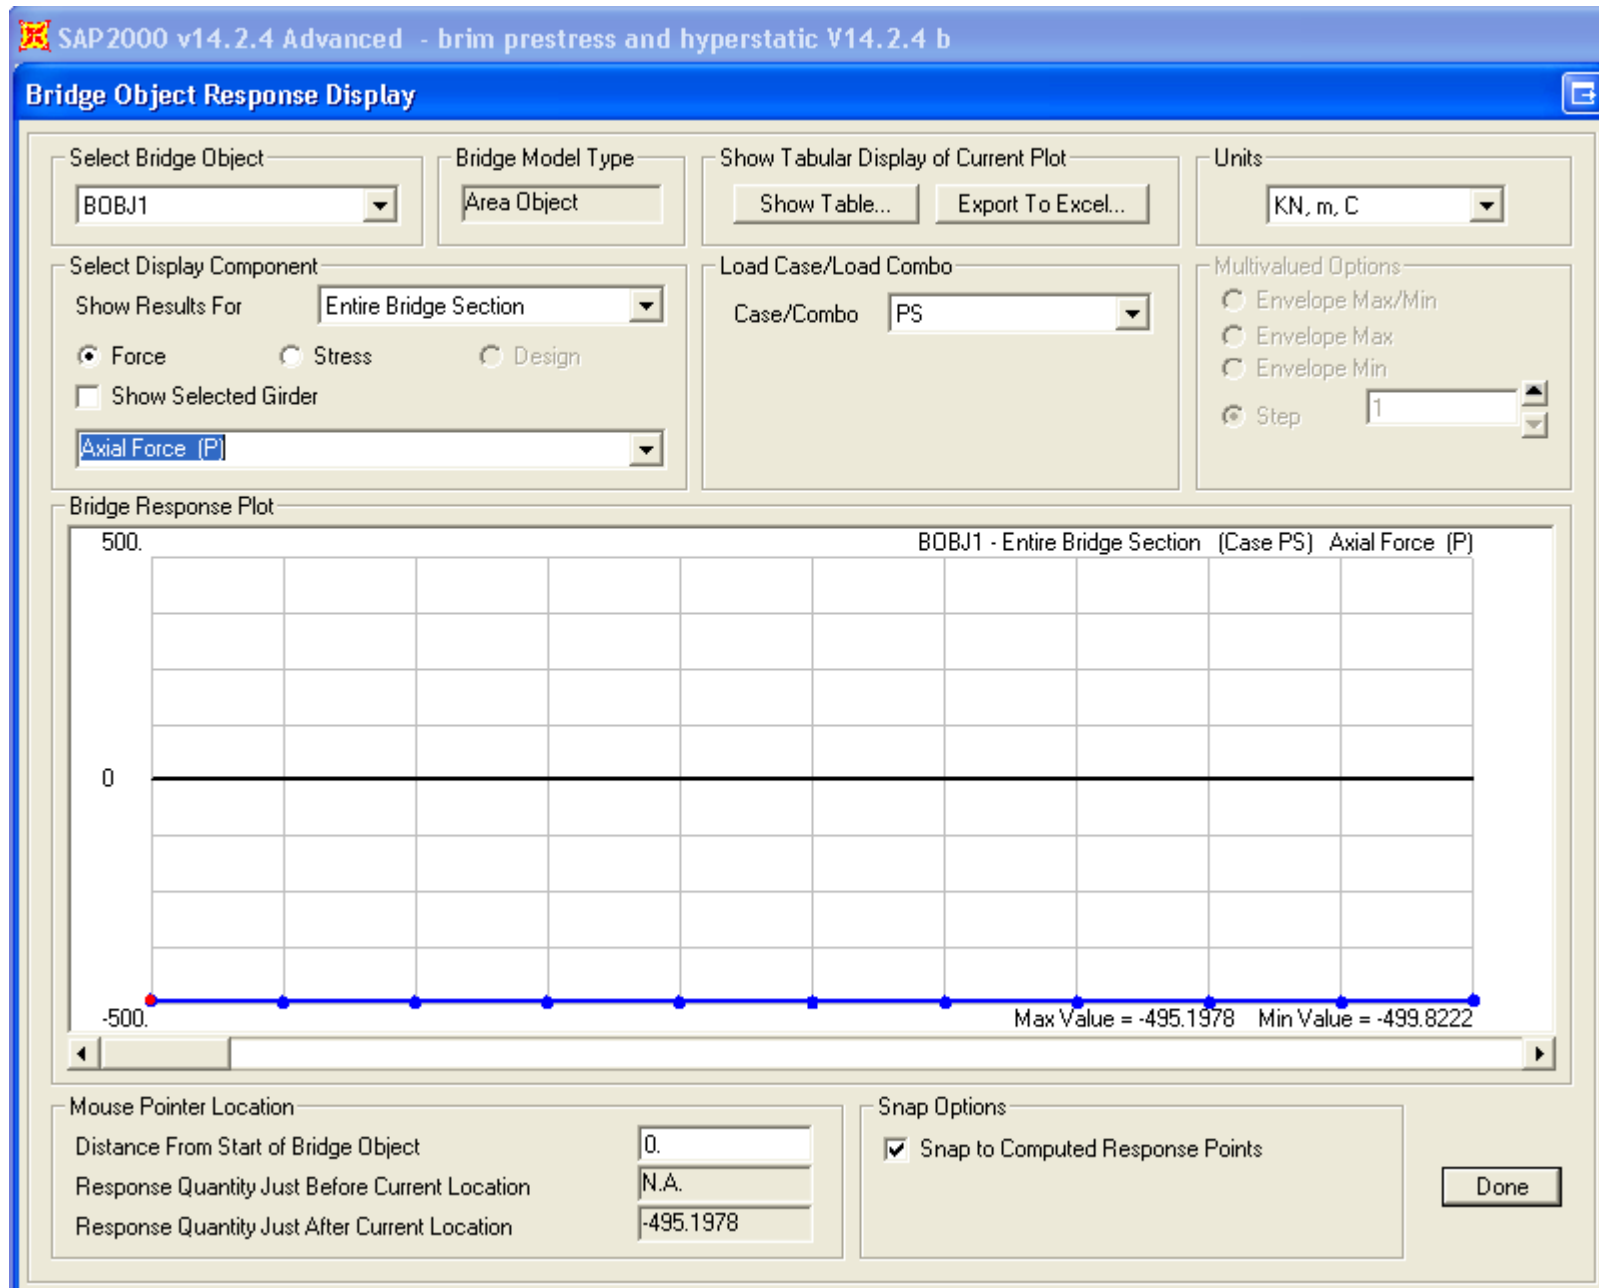 SAP2000 v14.2.4 Advanced - brim prestress and hyperstatic V14.2.4 b
Bridge Object Response Display
Select Bridge Object
BOBJ1
Bridge Model Type
Area Object
Show Tabular Display of Current Plot
Show Table...
Export To Excel...
Units
KN, m, C
Select Display Component
Show Results For
Entire Bridge Section
Force
Stress
Design
Show Selected Girder
Axial Force (P)
Load Case/Load Combo
Case/Combo
PS
Multivalued Options
Envelope Max/Min
Envelope Max
Envelope Min
Step
1
Bridge Response Plot
500.
BOBJ1 - Entire Bridge Section (Case PS) Axial Force (P)
0
-500.
Max Value = -495.1978 Min Value = -499.8222
Mouse Pointer Location
Distance From Start of Bridge Object
0.
Response Quantity Just Before Current Location
N.A.
Response Quantity Just After Current Location
-495.1978
Snap Options
Snap to Computed Response Points
Done